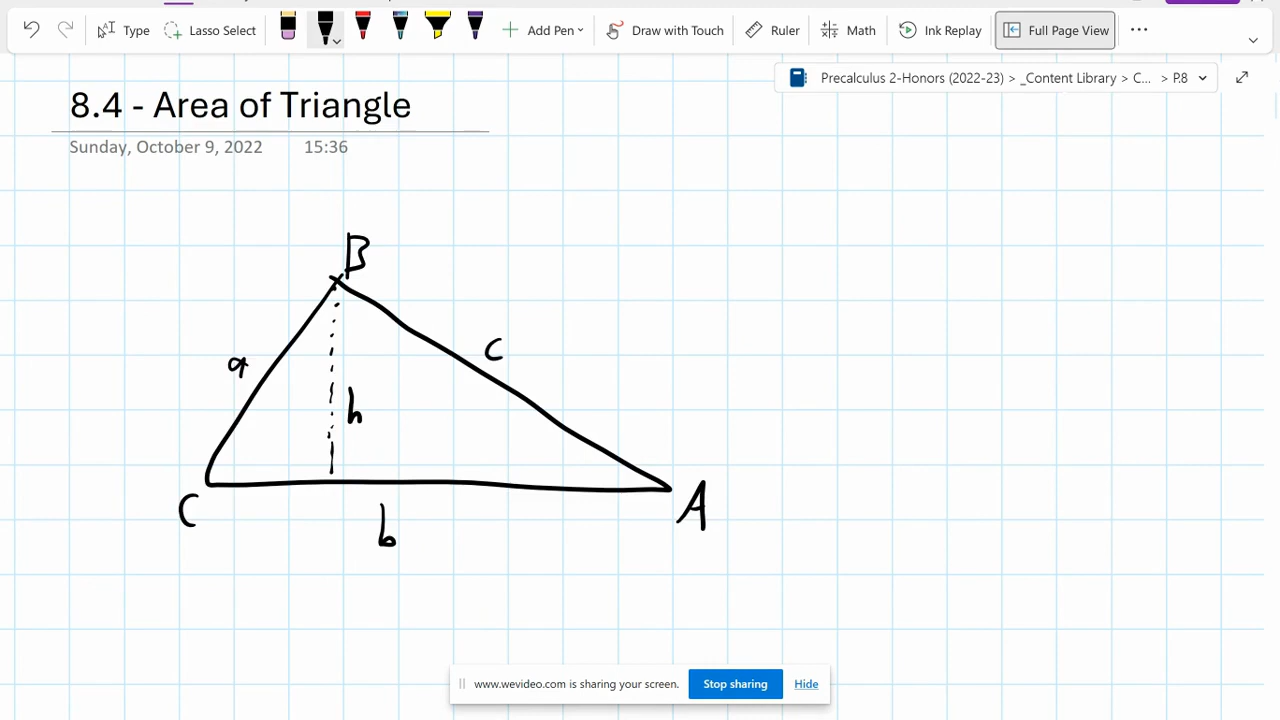 Type
Lasso Select
Add Pen
Draw with Touch
Ruler
Math
Ink Replay
Full Page View
Precalculus 2-Honors (2022-23) > _Content Library > C... > P.8
8.4 - Area of Triangle
Sunday, October 9, 2022 15:36
B
a
c
h
C
A
b
www.wevideo.com is sharing your screen.
Stop sharing
Hide